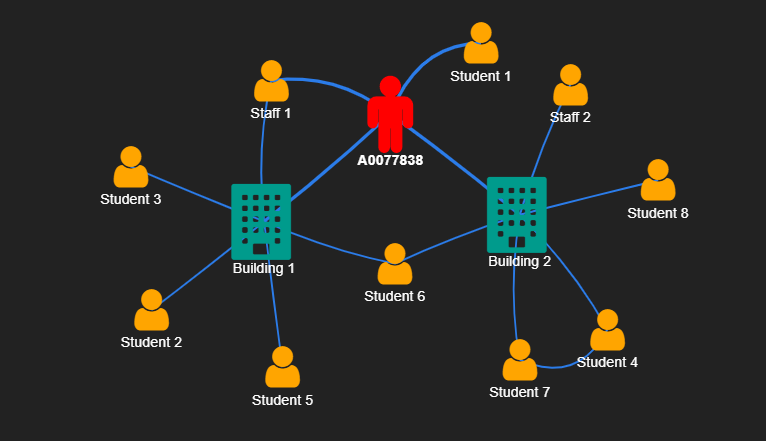 Student 1
Staff 1
Staff 2
A0077838
Student 3
Student 8
Building 1
Building 2
Student 6
Student 2
Student 4
Student 5
Student 7